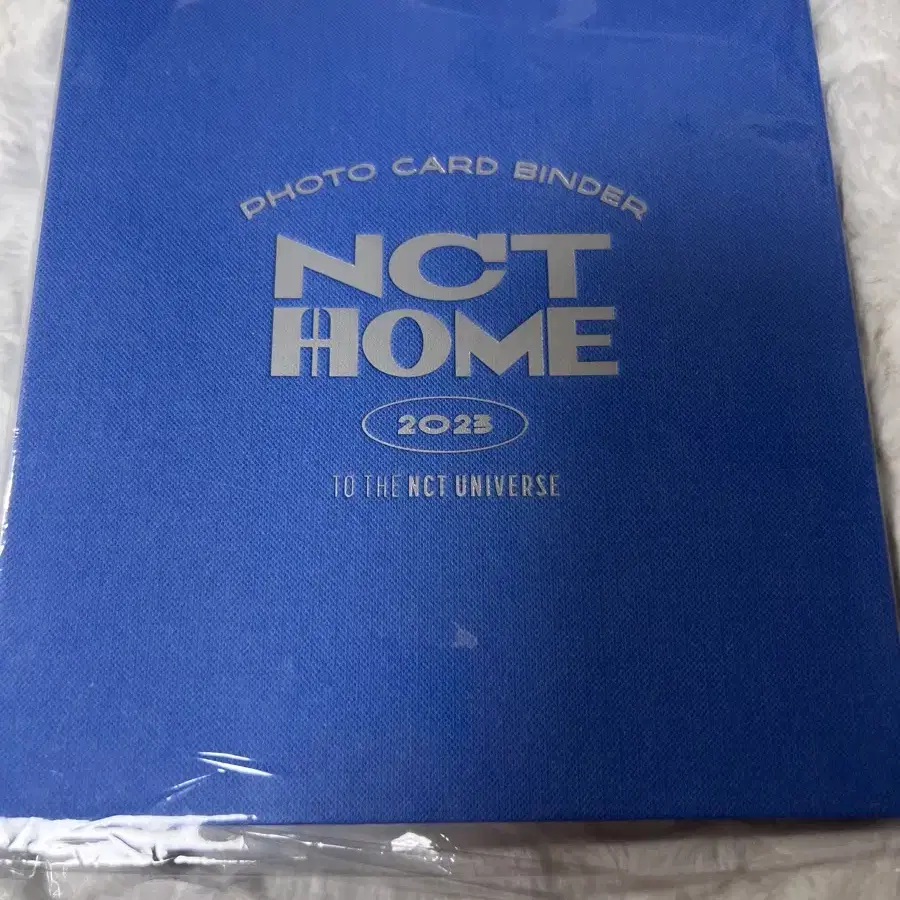 PHOTO CARD BINDER
NCT
HOME
2023
TO THE NCT UNIVERSE